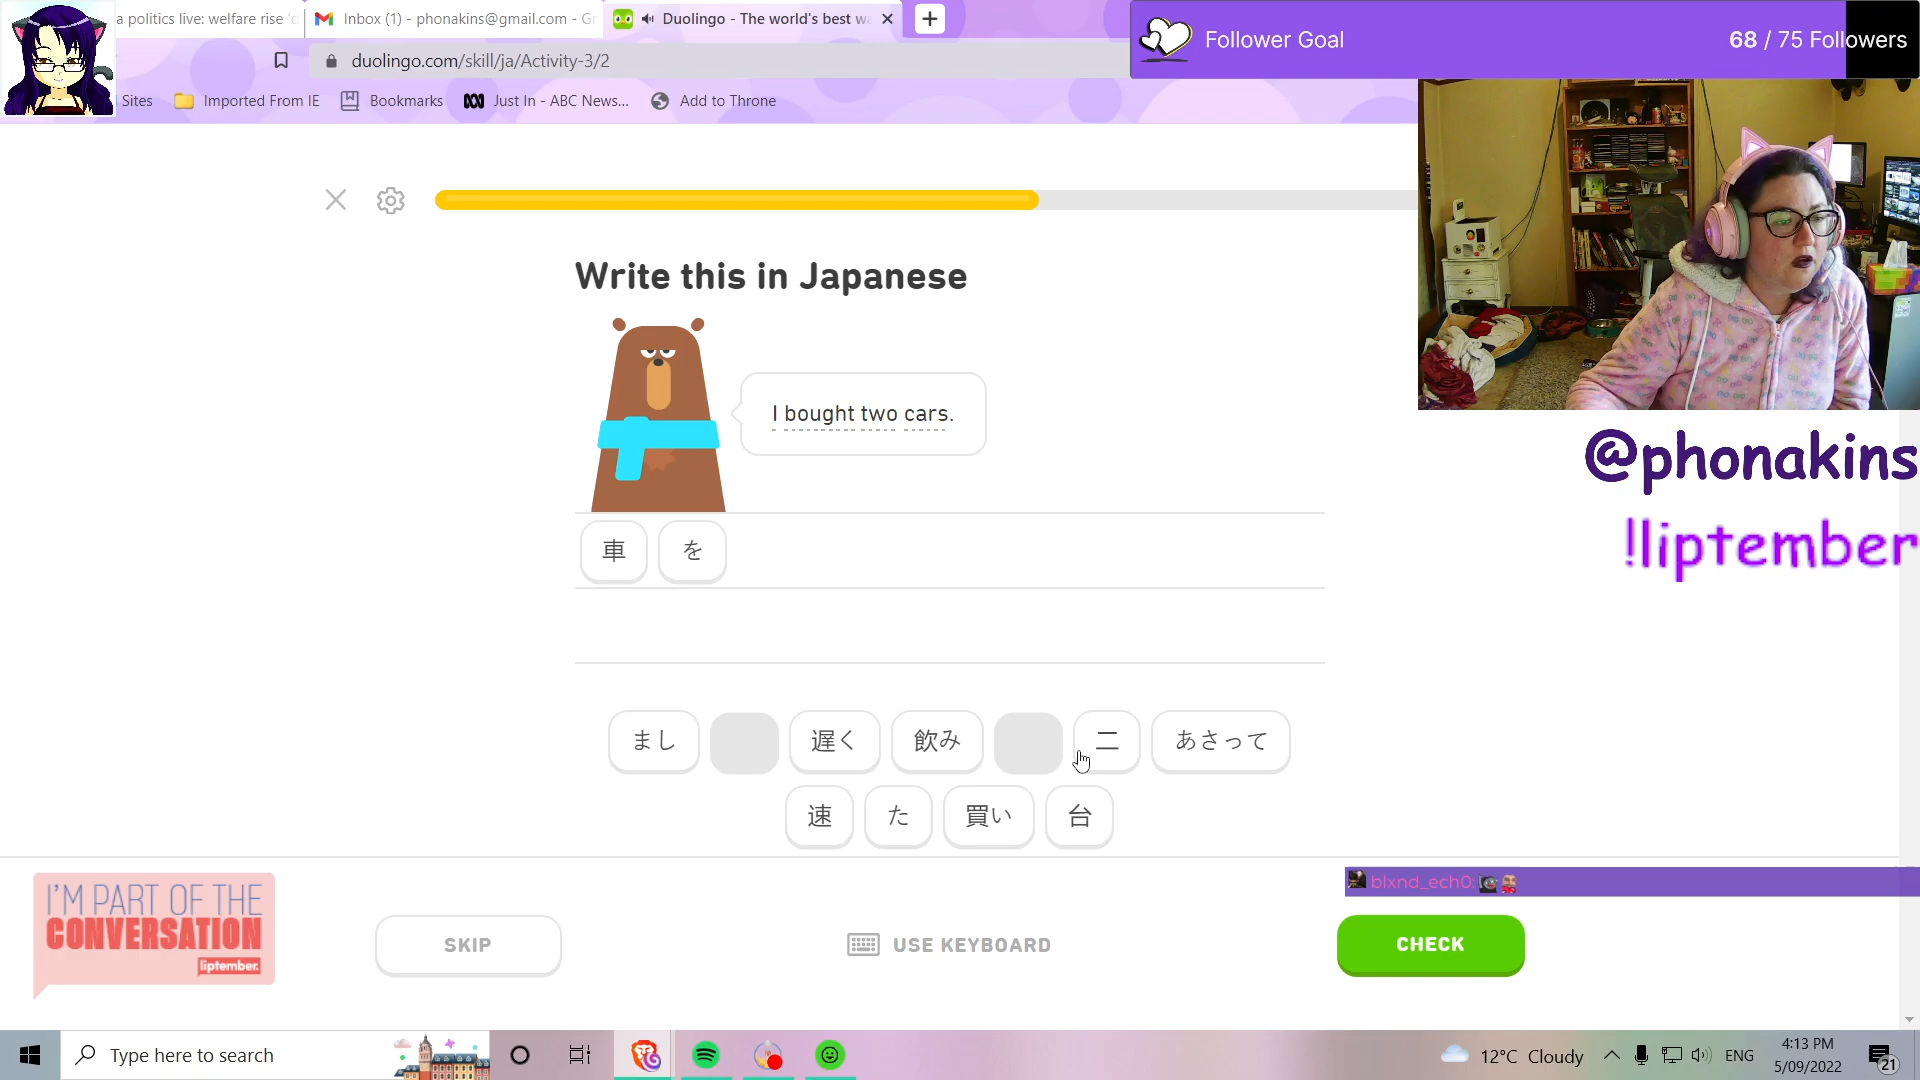 a politics live: welfare rise 'd
Inbox (1) - phonakins@gmail.com - G
Duolingo - The world's best wa
Follower Goal
68 / 75 Followers
duolingo.com/skill/ja/Activity-3/2
Sites
Imported From IE
Bookmarks
Just In - ABC News...
Add to Throne
Write this in Japanese
I bought two cars.
@phonakins
!liptember
車 を
まし 遅く 飲み 二 あさって
速 た 買い 台
I'M PART OF THE
CONVERSATION
liptember.
SKIP
USE KEYBOARD
blxnd_ech0:
CHECK
Type here to search
12°C Cloudy
ENG
4:13 PM
5/09/2022
21